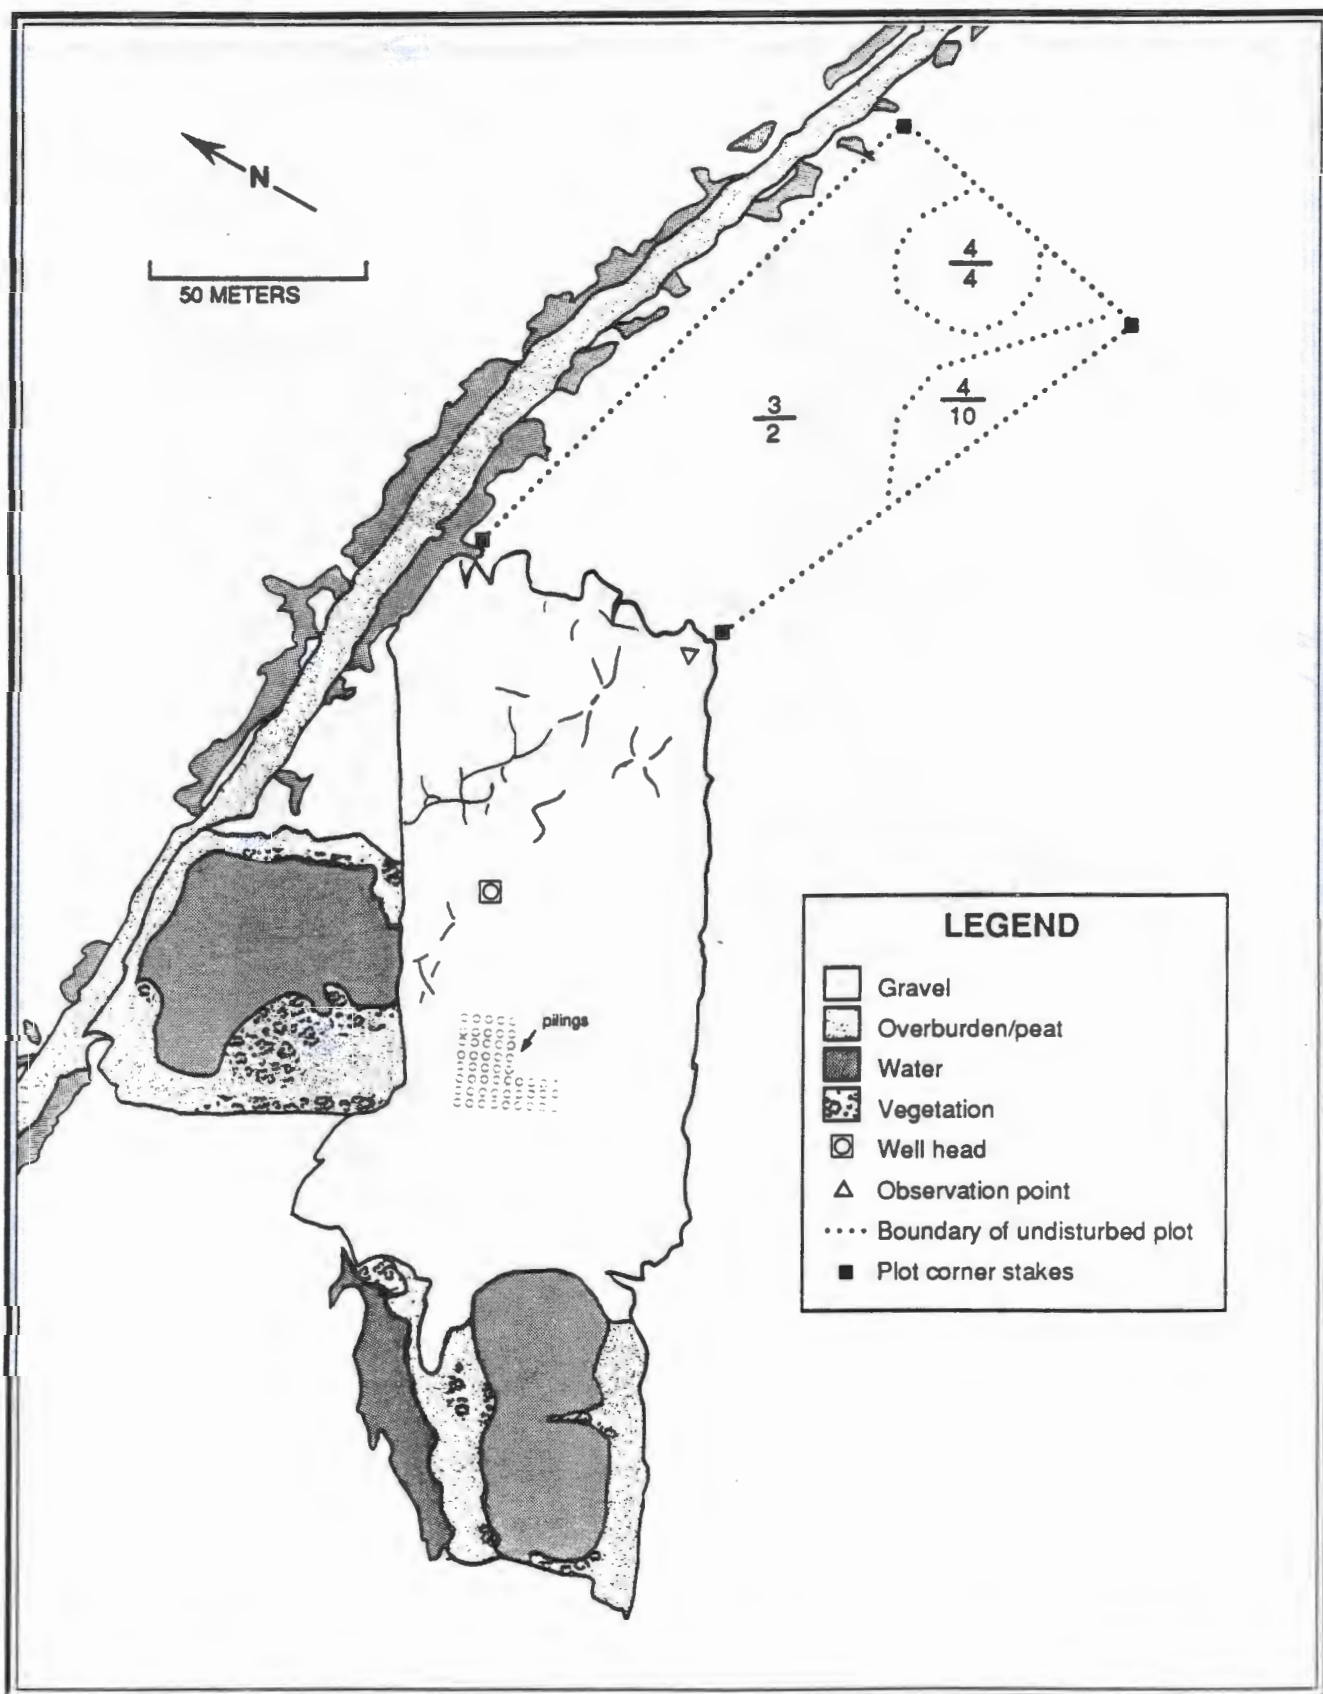 N
50 METERS
4
4
4
10
3
2
pilings
LEGEND
Gravel
Overburden/peat
Water
Vegetation
Well head
Observation point
Boundary of undisturbed plot
Plot corner stakes